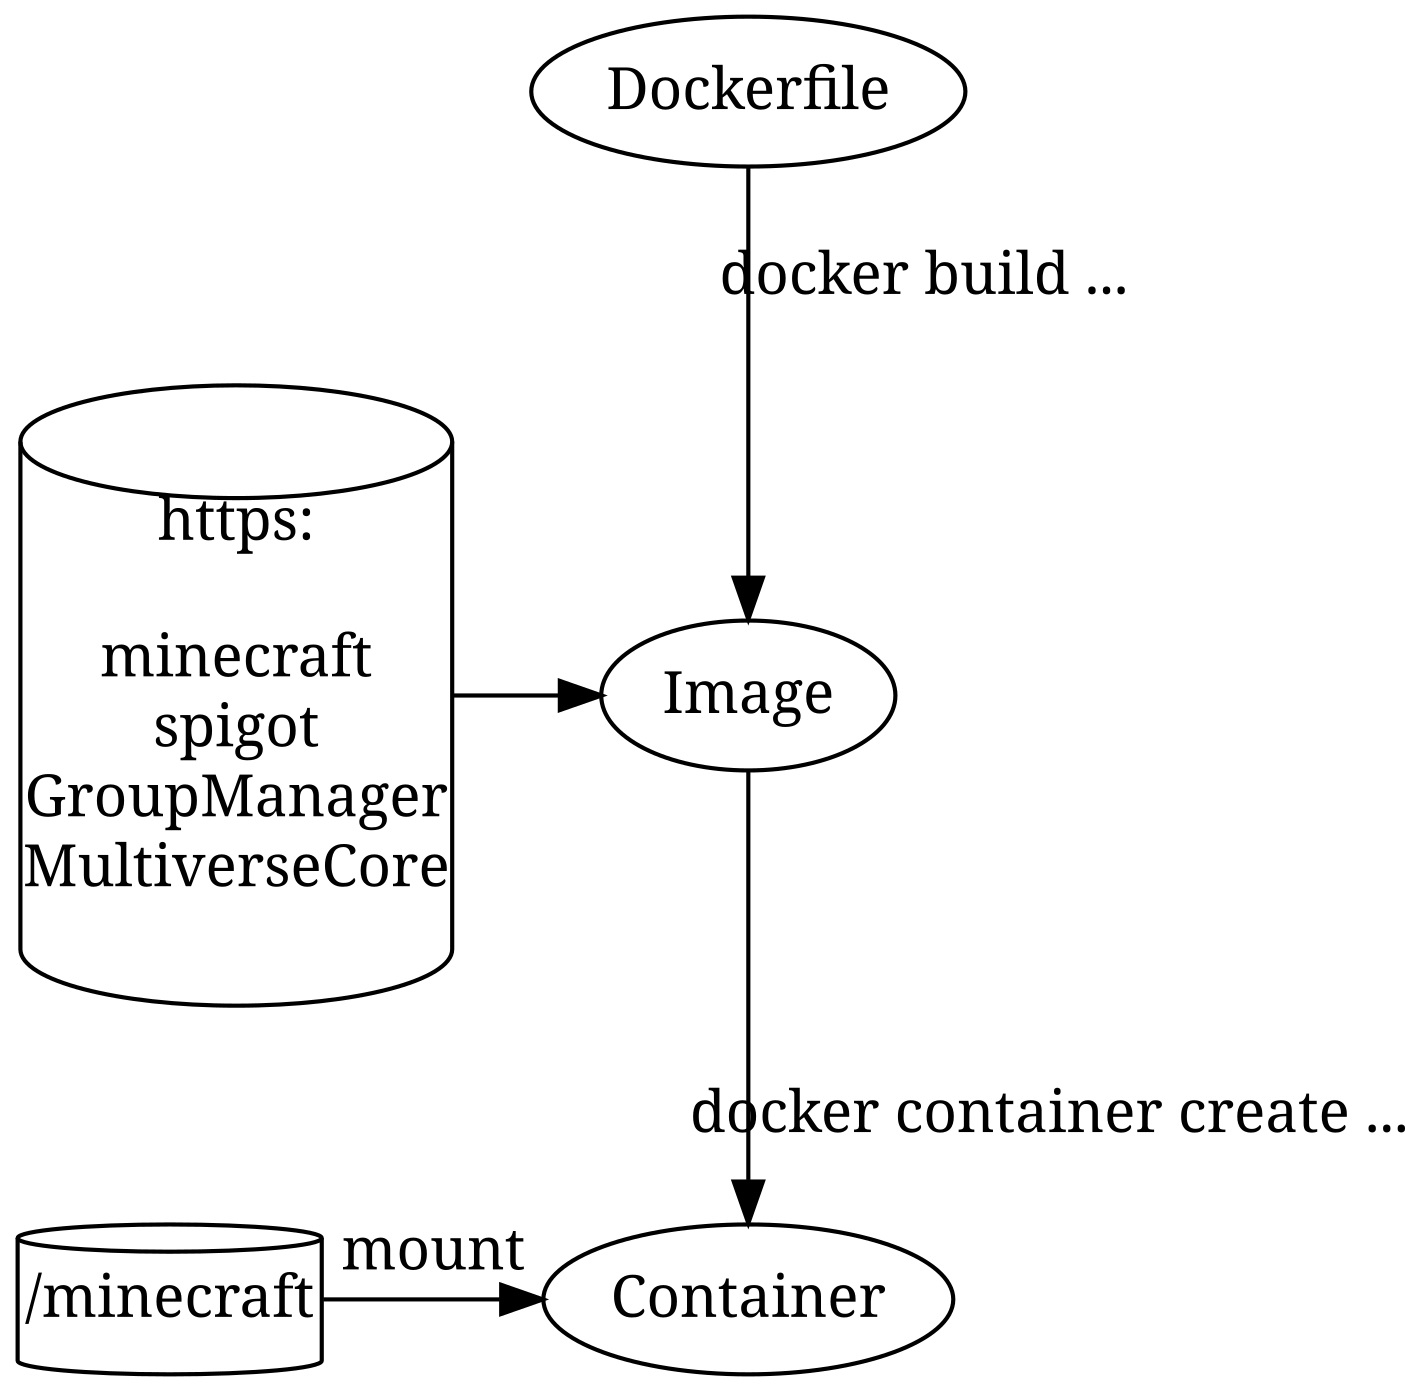 Dockerfile
docker build ...
https:
minecraft
spigot
GroupManager
MultiverseCore
Image
docker container create ...
mount
/minecraft
Container